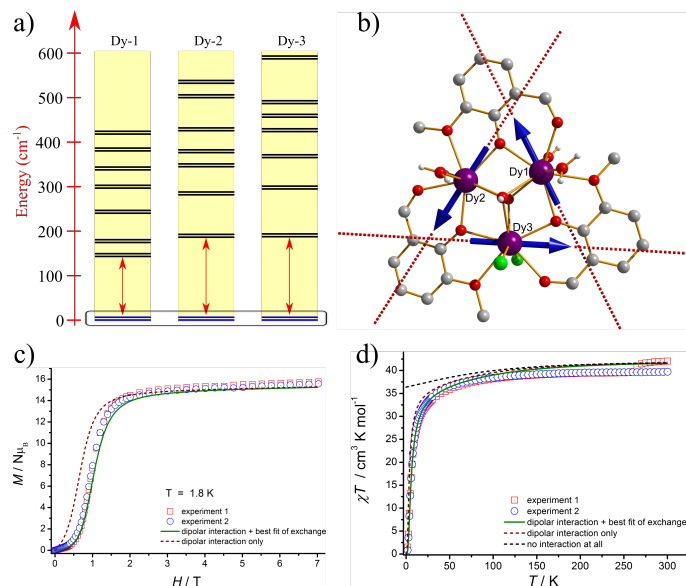 a)
Dy-1 Dy-2 Dy-3
Energy (cm⁻¹)
600
500
400
300
200
100
0
b)
Dy1
Dy2
Dy3
c)
M / Nμ_B
16
14
12
10
8
6
4
2
0
T = 1.8 K
experiment 1
experiment 2
dipolar interaction + best fit of exchange
dipolar interaction only
0 1 2 3 4 5 6 7
H / T
d)
χT / cm³ K mol⁻¹
45
40
35
30
25
20
15
10
5
0
experiment 1
experiment 2
dipolar interaction + best fit of exchange
dipolar interaction only
no interaction at all
0 50 100 150 200 250 300
T / K